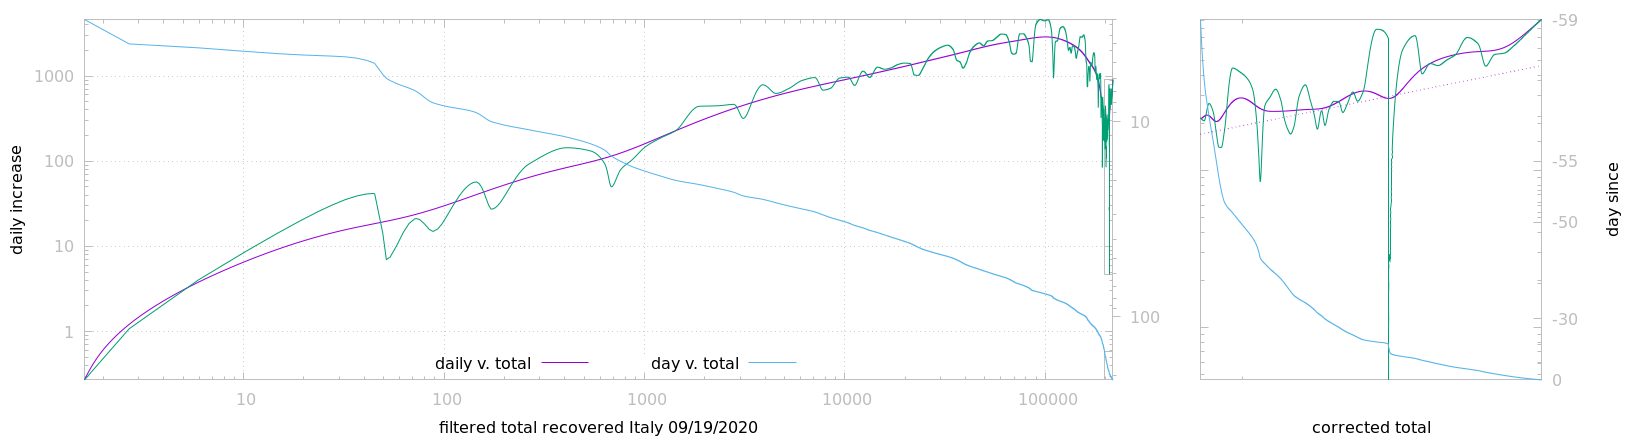 daily increase
1000
100
10
1
daily v. total
day v. total
10
100
1000
10000
100000
10
100
filtered total recovered Italy 09/19/2020
-59
-55
-50
-30
0
day since
corrected total